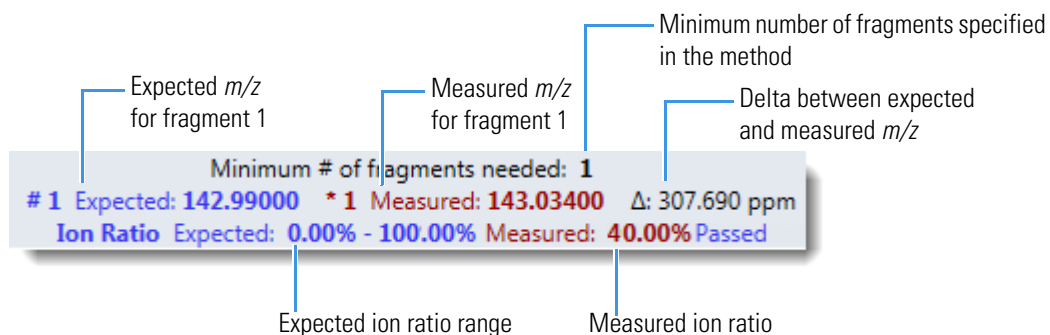 Minimum number of fragments specified
in the method
Expected m/z
for fragment 1
Measured m/z
for fragment 1
Delta between expected
and measured m/z
Minimum # of fragments needed: 1
# 1 Expected: 142.99000 * 1 Measured: 143.03400 Δ: 307.690 ppm
Ion Ratio Expected: 0.00% - 100.00% Measured: 40.00% Passed
Expected ion ratio range
Measured ion ratio